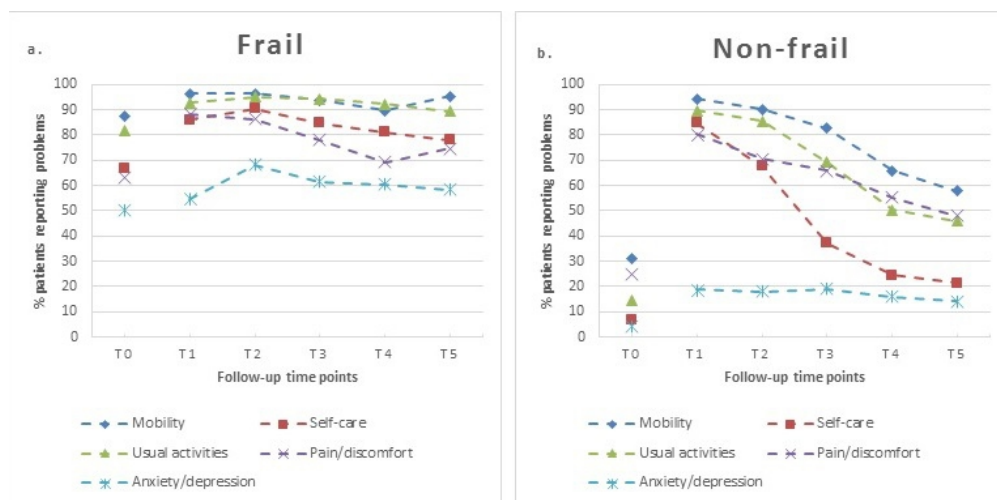 a.
Frail
% patients reporting problems
100
90
80
70
60
50
40
30
20
10
0
T0 T1 T2 T3 T4 T5
Follow-up time points
Mobility Self-care
Usual activities Pain/discomfort
Anxiety/depression
b.
Non-frail
% patients reporting problems
100
90
80
70
60
50
40
30
20
10
0
T0 T1 T2 T3 T4 T5
Follow-up time points
Mobility Self-care
Usual activities Pain/discomfort
Anxiety/depression